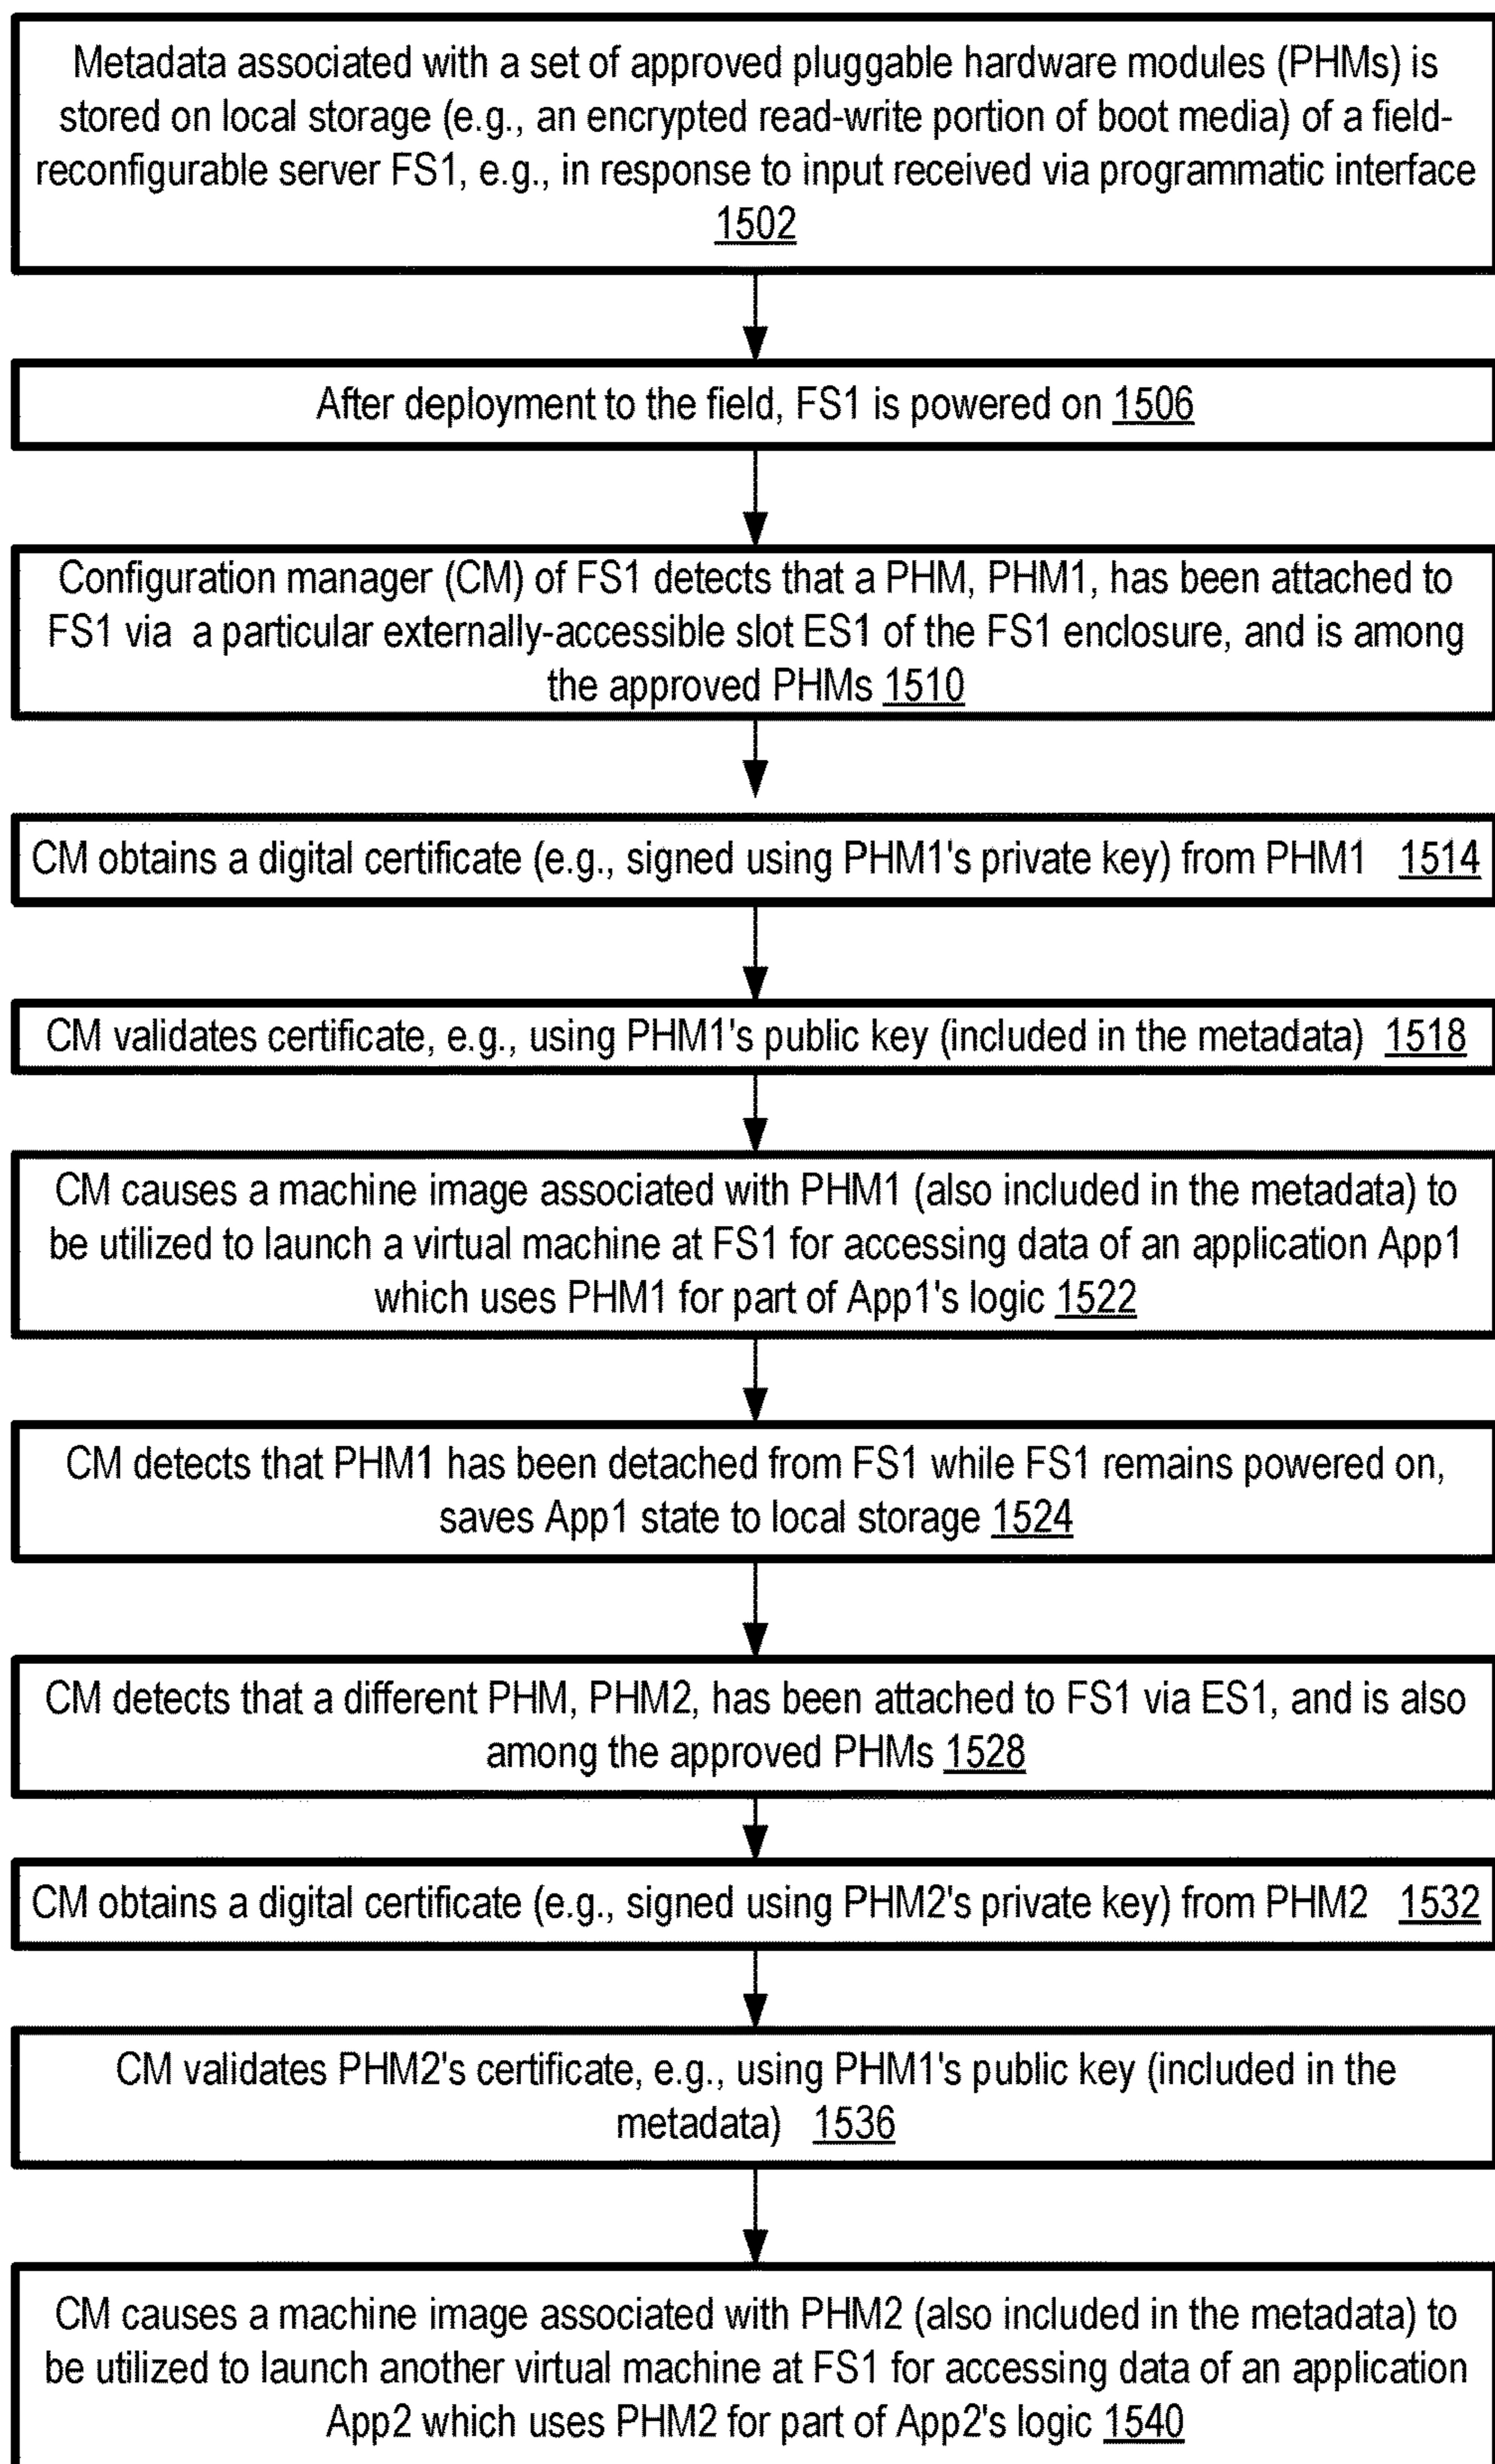 Metadata associated with a set of approved pluggable hardware modules (PHMs) is
stored on local storage (e.g., an encrypted read-write portion of boot media) of a field-
reconfigurable server FS1, e.g., in response to input received via programmatic interface
1502
After deployment to the field, FS1 is powered on 1506
Configuration manager (CM) of FS1 detects that a PHM, PHM1, has been attached to
FS1 via a particular externally-accessible slot ES1 of the FS1 enclosure, and is among
the approved PHMs 1510
CM obtains a digital certificate (e.g., signed using PHM1's private key) from PHM1 1514
CM validates certificate, e.g., using PHM1's public key (included in the metadata) 1518
CM causes a machine image associated with PHM1 (also included in the metadata) to
be utilized to launch a virtual machine at FS1 for accessing data of an application App1
which uses PHM1 for part of App1's logic 1522
CM detects that PHM1 has been detached from FS1 while FS1 remains powered on,
saves App1 state to local storage 1524
CM detects that a different PHM, PHM2, has been attached to FS1 via ES1, and is also
among the approved PHMs 1528
CM obtains a digital certificate (e.g., signed using PHM2's private key) from PHM2 1532
CM validates PHM2's certificate, e.g., using PHM1's public key (included in the
metadata) 1536
CM causes a machine image associated with PHM2 (also included in the metadata) to
be utilized to launch another virtual machine at FS1 for accessing data of an application
App2 which uses PHM2 for part of App2's logic 1540